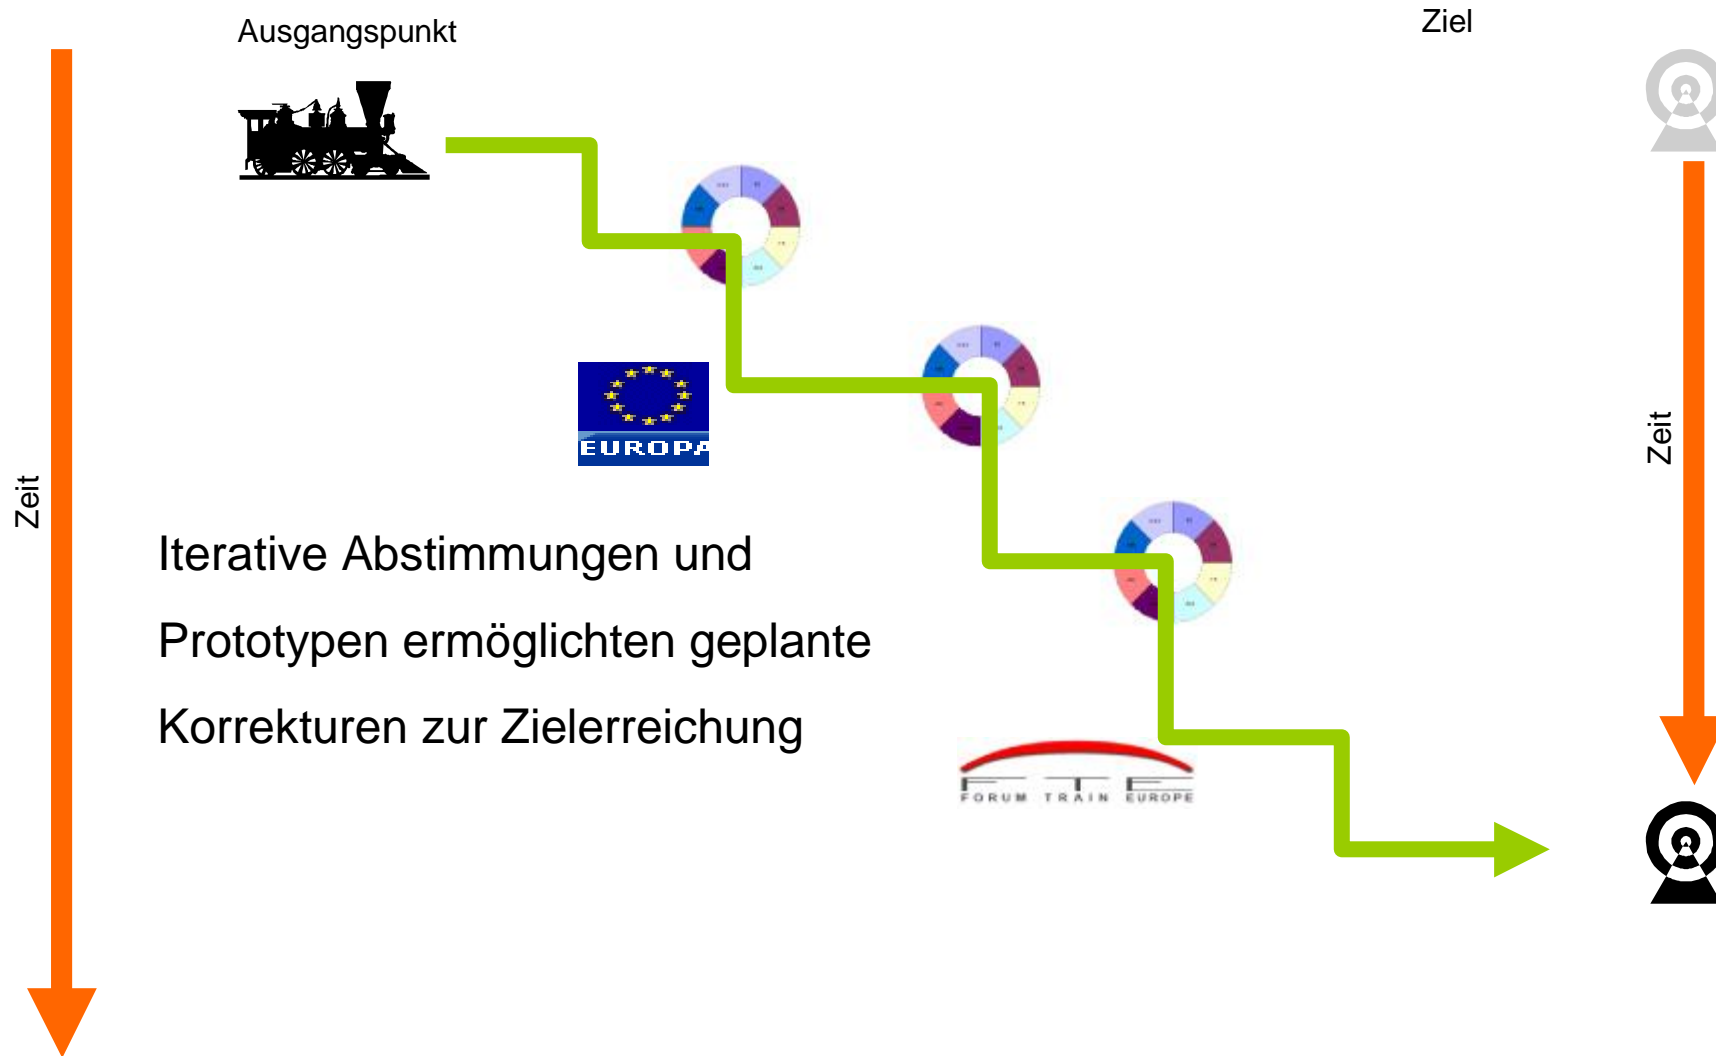 Ausgangspunkt
Ziel
Zeit
Zeit
EUROPA
Iterative Abstimmungen und
Prototypen ermöglichten geplante
Korrekturen zur Zielerreichung
F T E
FORUM TRAIN EUROPE